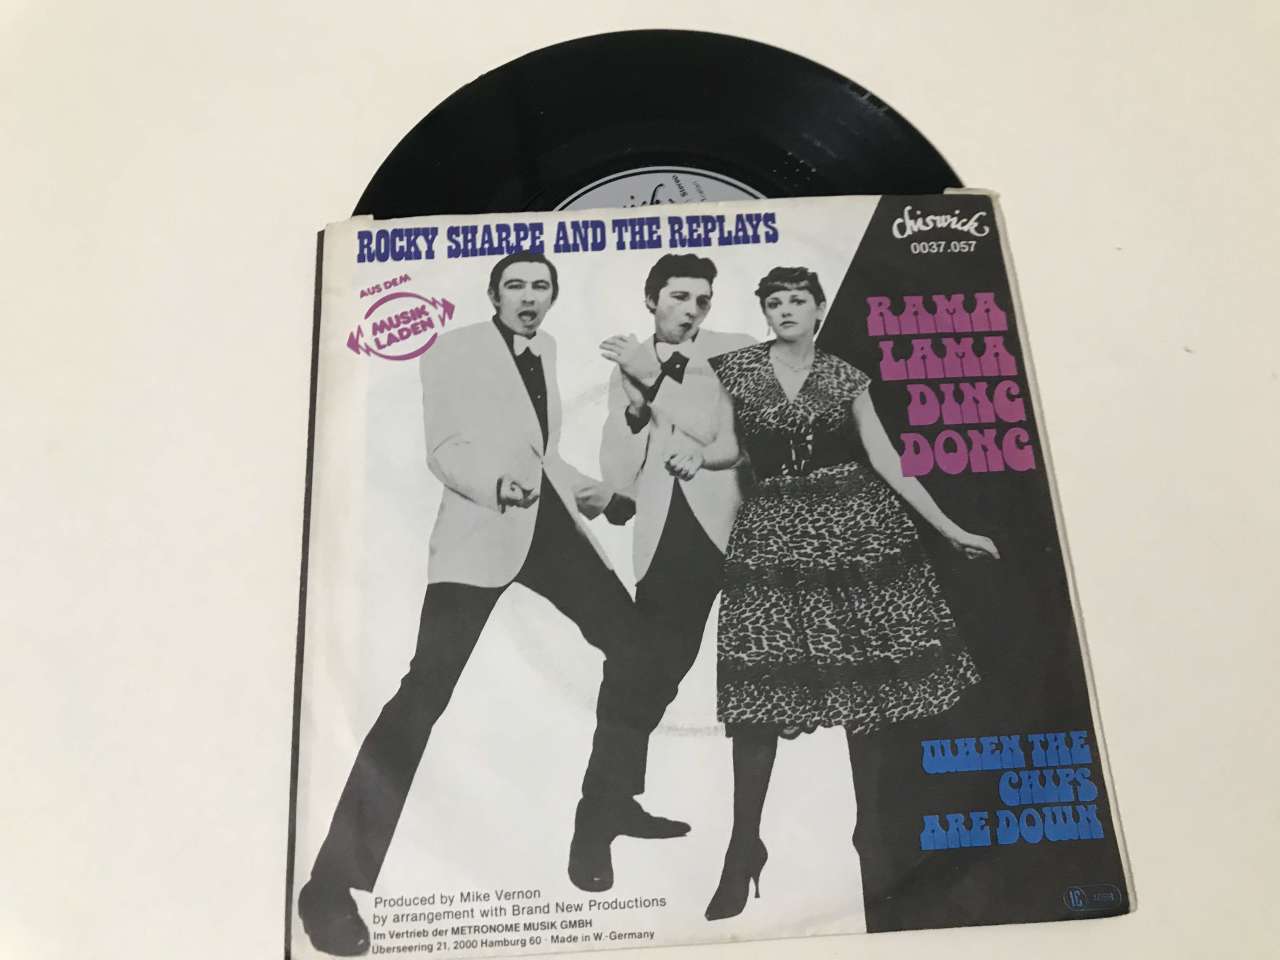 Stereo
ROCKY SHARPE AND THE REPLAYS
Chiswick
0037.057
AUS DEM
MUSIK
LADEN
RAMA
LAMA
DING
DONG
WHEN THE
CHIPS
ARE DOWN
Produced by Mike Vernon
by arrangement with Brand New Productions
Im Vertrieb der METRONOME MUSIK GMBH
Überseering 21, 2000 Hamburg 60 · Made in W.-Germany